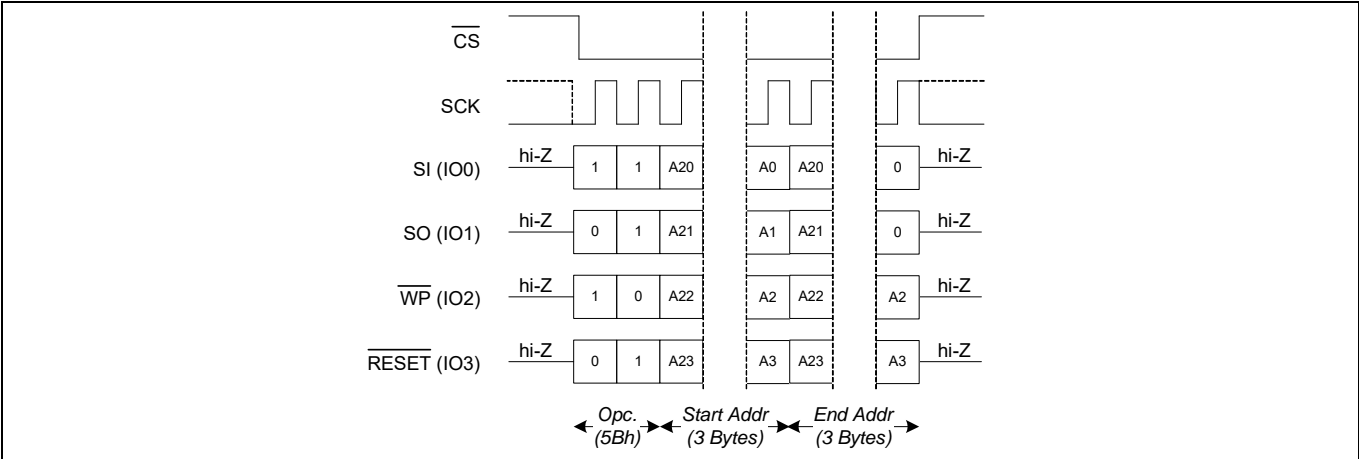 CS
SCK
SI (IO0) hi-Z 1 1 A20 A0 A20 0 hi-Z
SO (IO1) hi-Z 0 1 A21 A1 A21 0 hi-Z
WP (IO2) hi-Z 1 0 A22 A2 A22 A2 hi-Z
RESET (IO3) hi-Z 0 1 A23 A3 A23 A3 hi-Z
Opc. Start Addr End Addr
(5Bh) (3 Bytes) (3 Bytes)